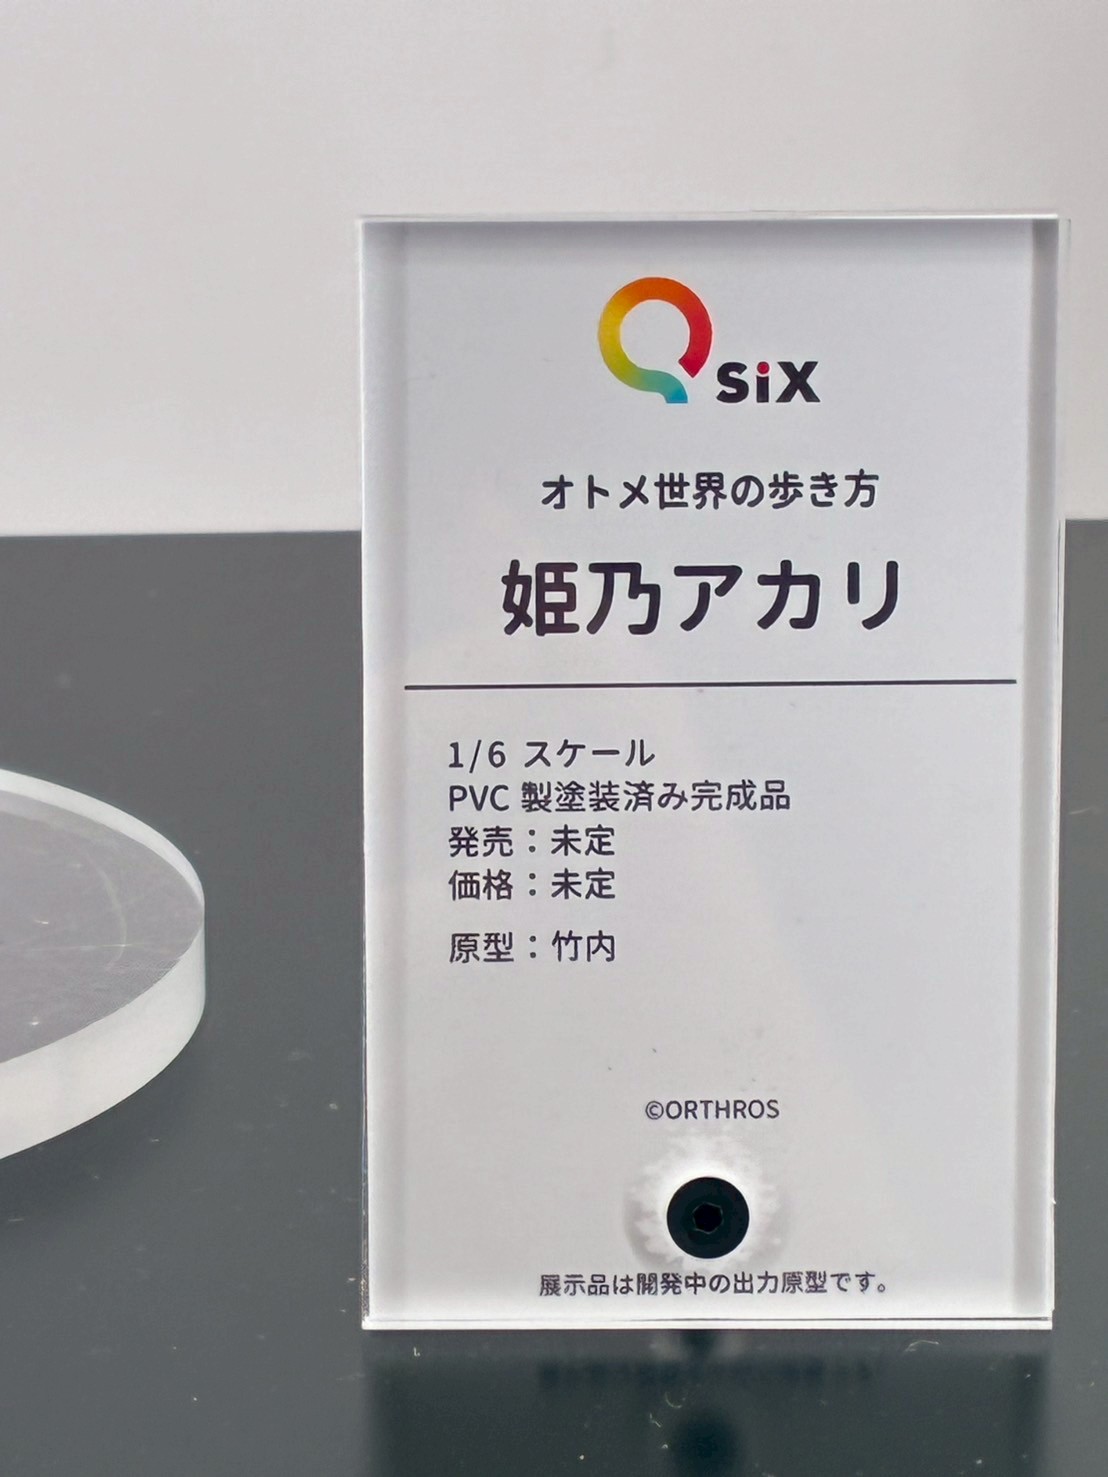 Q siX
オトメ世界の歩き方
姫乃アカリ
1/6 スケール
PVC 製塗装済み完成品
発売：未定
価格：未定
原型：竹内
©ORTHROS
展示品は開発中の出力原型です。